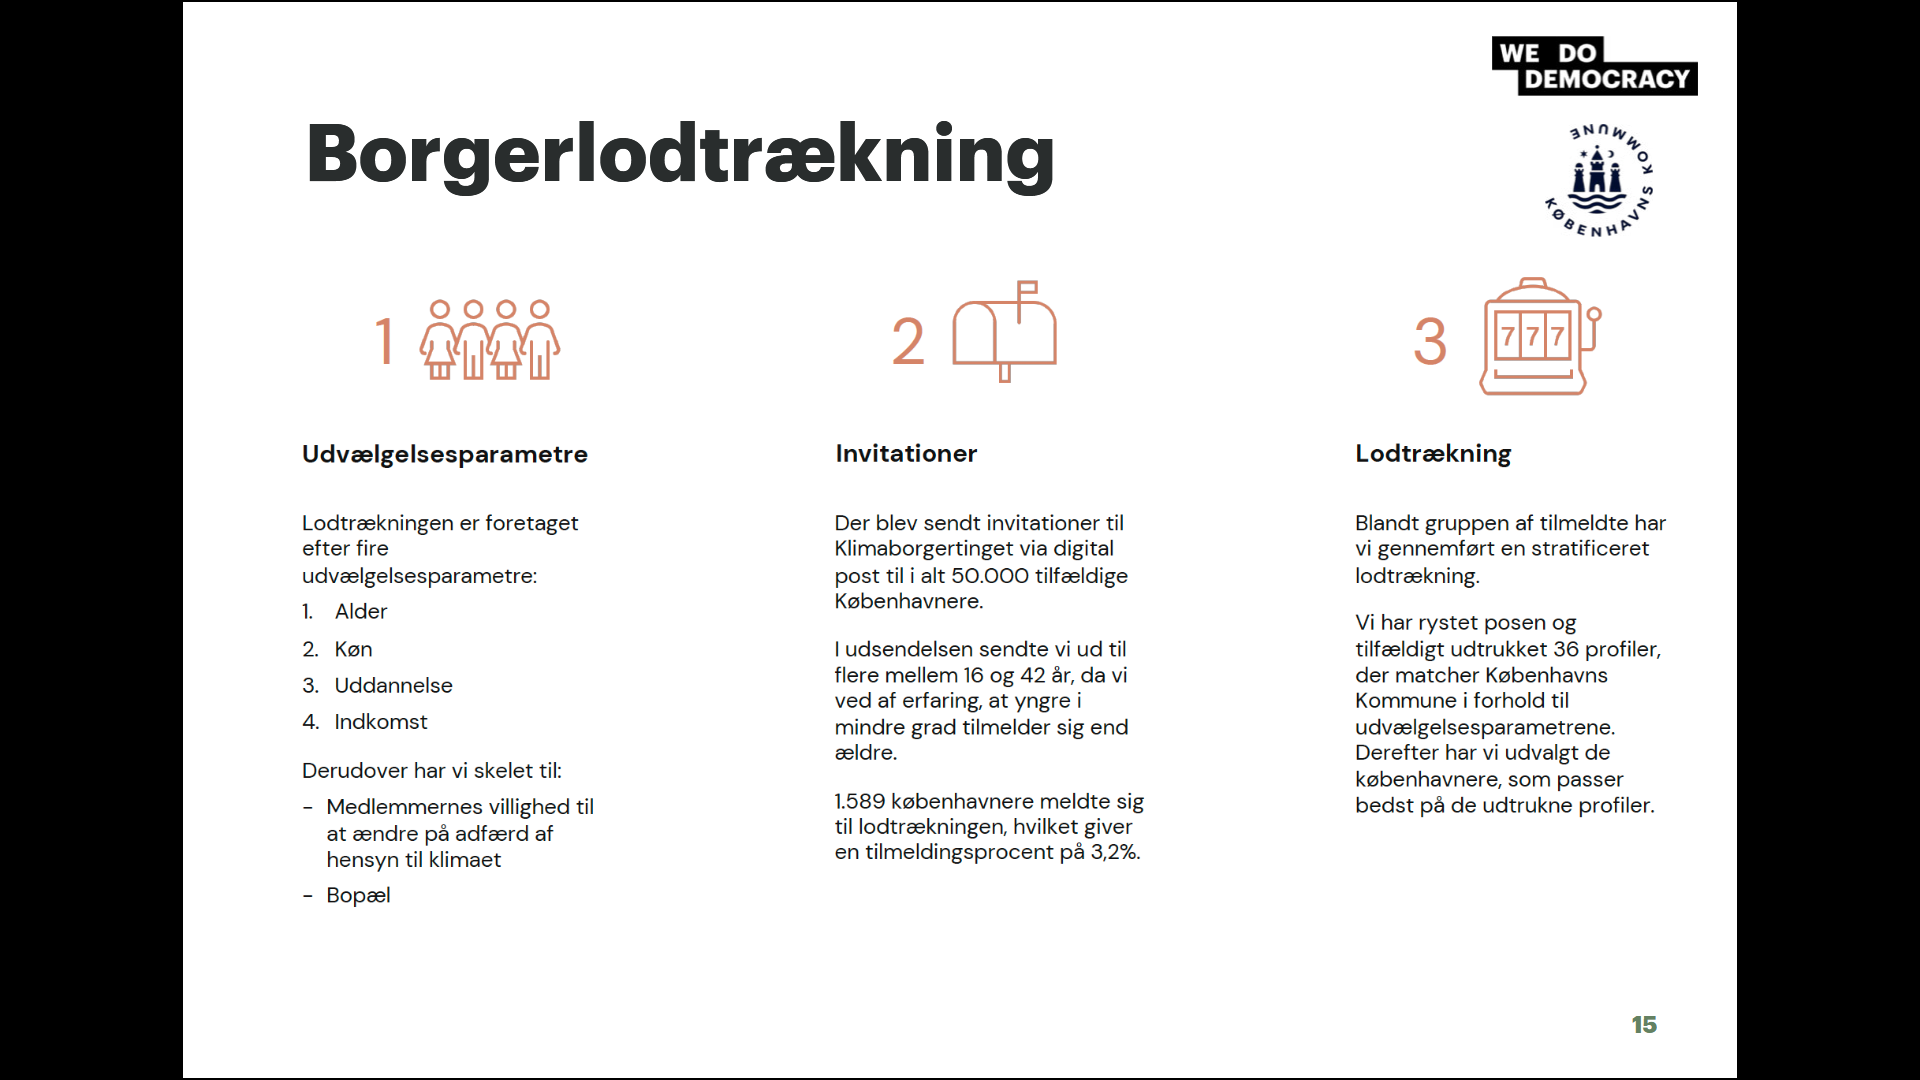 WE DO
DEMOCRACY
KØBENHAVNS KOMMUNE
Borgerlodtrækning
1
2
3
7 7 7
Udvælgelsesparametre
Lodtrækningen er foretaget
efter fire
udvælgelsesparametre:
1. Alder
2. Køn
3. Uddannelse
4. Indkomst
Derudover har vi skelet til:
- Medlemmernes villighed til
at ændre på adfærd af
hensyn til klimaet
- Bopæl
Invitationer
Der blev sendt invitationer til
Klimaborgertinget via digital
post til i alt 50.000 tilfældige
Københavnere.
I udsendelsen sendte vi ud til
flere mellem 16 og 42 år, da vi
ved af erfaring, at yngre i
mindre grad tilmelder sig end
ældre.
1.589 københavnere meldte sig
til lodtrækningen, hvilket giver
en tilmeldingsprocent på 3,2%.
Lodtrækning
Blandt gruppen af tilmeldte har
vi gennemført en stratificeret
lodtrækning.
Vi har rystet posen og
tilfældigt udtrukket 36 profiler,
der matcher Københavns
Kommune i forhold til
udvælgelsesparametrene.
Derefter har vi udvalgt de
københavnere, som passer
bedst på de udtrukne profiler.
15